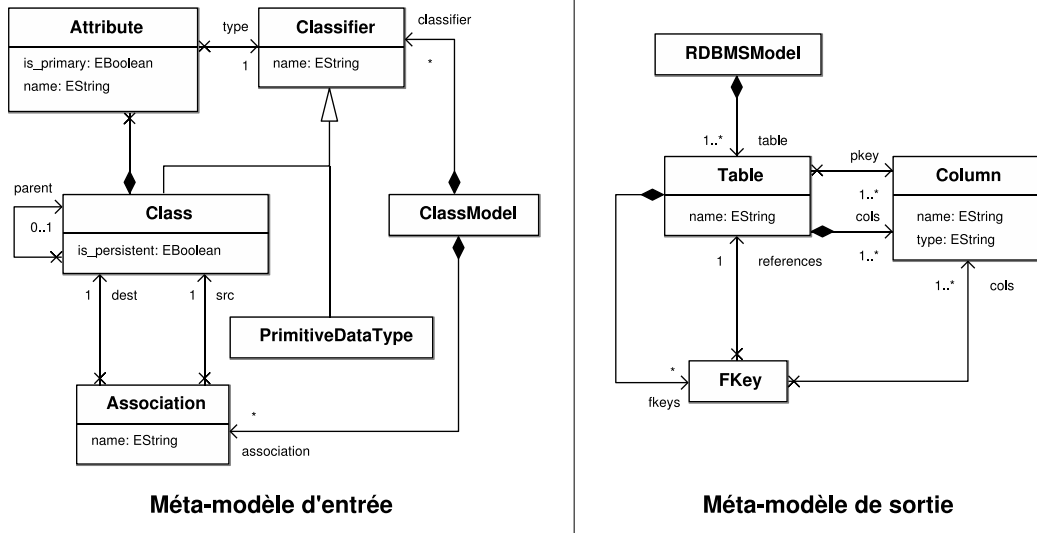 Attribute
is_primary: EBoolean
name: EString
type
1
Classifier
name: EString
classifier
*
parent
0..1
Class
is_persistent: EBoolean
ClassModel
1
dest
1
src
PrimitiveDataType
Association
name: EString
*
association
Méta-modèle d'entrée
RDBMSModel
1..*
table
Table
name: EString
pkey
1..*
cols
1..*
Column
name: EString
type: EString
1
references
1..*
cols
*
fkeys
FKey
Méta-modèle de sortie